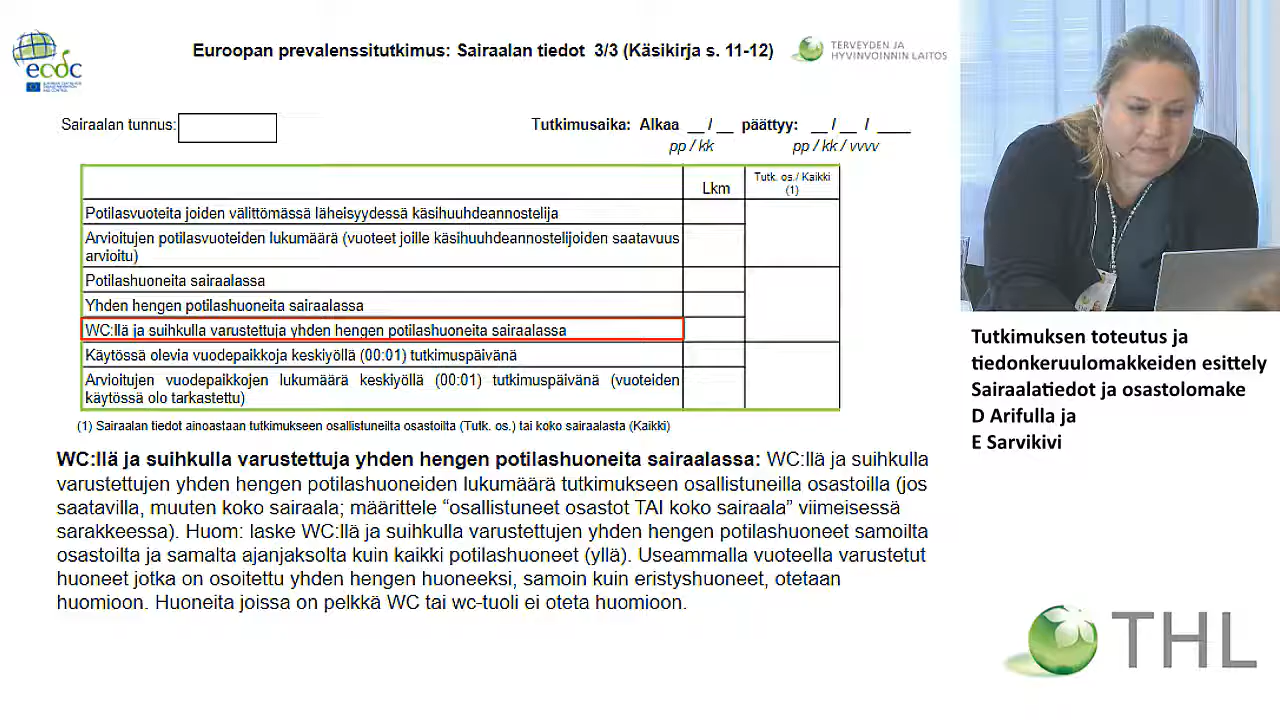 ecdc
Euroopan prevalenssitutkimus: Sairaalan tiedot 3/3 (Käsikirja s. 11-12)
TERVEYDEN JA
HYVINVOINNIN LAITOS
Sairaalan tunnus:
Tutkimusaika: Alkaa __ / __ päättyy: __ / __ / ____
pp / kk pp / kk / vvvv
Lkm
Tutk. os./ Kaikki
(1)
Potilasvuoteita joiden välittömässä läheisyydessä käsihuuhdeannostelija
Arvioitujen potilasvuoteiden lukumäärä (vuoteet joille käsihuuhdeannostelijoiden saatavuus
arvioitu)
Potilashuoneita sairaalassa
Yhden hengen potilashuoneita sairaalassa
WC:llä ja suihkulla varustettuja yhden hengen potilashuoneita sairaalassa
Käytössä olevia vuodepaikkoja keskiyöllä (00:01) tutkimuspäivänä
Arvioitujen vuodepaikkojen lukumäärä keskiyöllä (00:01) tutkimuspäivänä (vuoteiden
käytössä olo tarkastettu)
(1) Sairaalan tiedot ainoastaan tutkimukseen osallistuneilta osastoilta (Tutk. os.) tai koko sairaalasta (Kaikki)
WC:llä ja suihkulla varustettuja yhden hengen potilashuoneita sairaalassa: WC:llä ja suihkulla
varustettujen yhden hengen potilashuoneiden lukumäärä tutkimukseen osallistuneilla osastoilla (jos
saatavilla, muuten koko sairaala; määrittele “osallistuneet osastot TAI koko sairaala” viimeisessä
sarakkeessa). Huom: laske WC:llä ja suihkulla varustettujen yhden hengen potilashuoneet samoilta
osastoilta ja samalta ajanjaksolta kuin kaikki potilashuoneet (yllä). Useammalla vuoteella varustetut
huoneet jotka on osoitettu yhden hengen huoneeksi, samoin kuin eristyshuoneet, otetaan
huomioon. Huoneita joissa on pelkkä WC tai wc-tuoli ei oteta huomioon.
Tutkimuksen toteutus ja
tiedonkeruulomakkeiden esittely
Sairaalatiedot ja osastolomake
D Arifulla ja
E Sarvikivi
THL